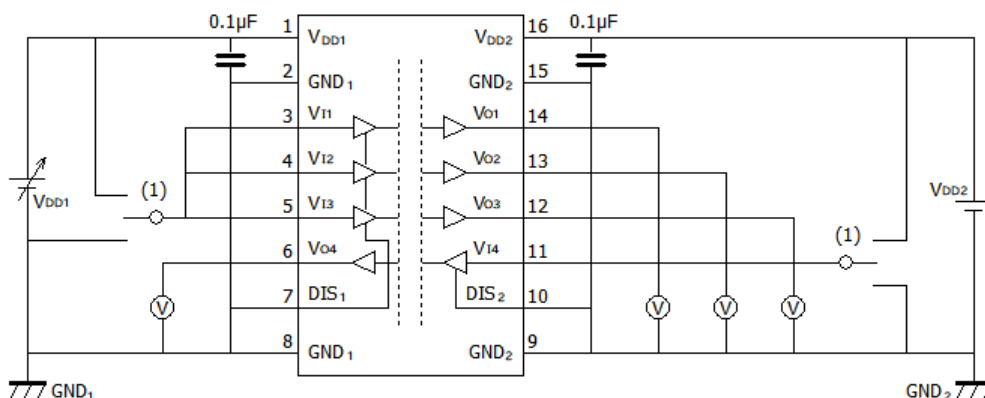 0.1μF 1 16 0.1μF
VDD1 VDD2
2 15
GND1 GND2
3 VI1 VO1 14
4 VI2 VO2 13
(1) VDD1 5 VI3 VO3 12 VDD2
6 VO4 VI4 11 (1)
V 7 DIS1 DIS2 10 V V V
8 GND1 GND2 9
GND1 GND2